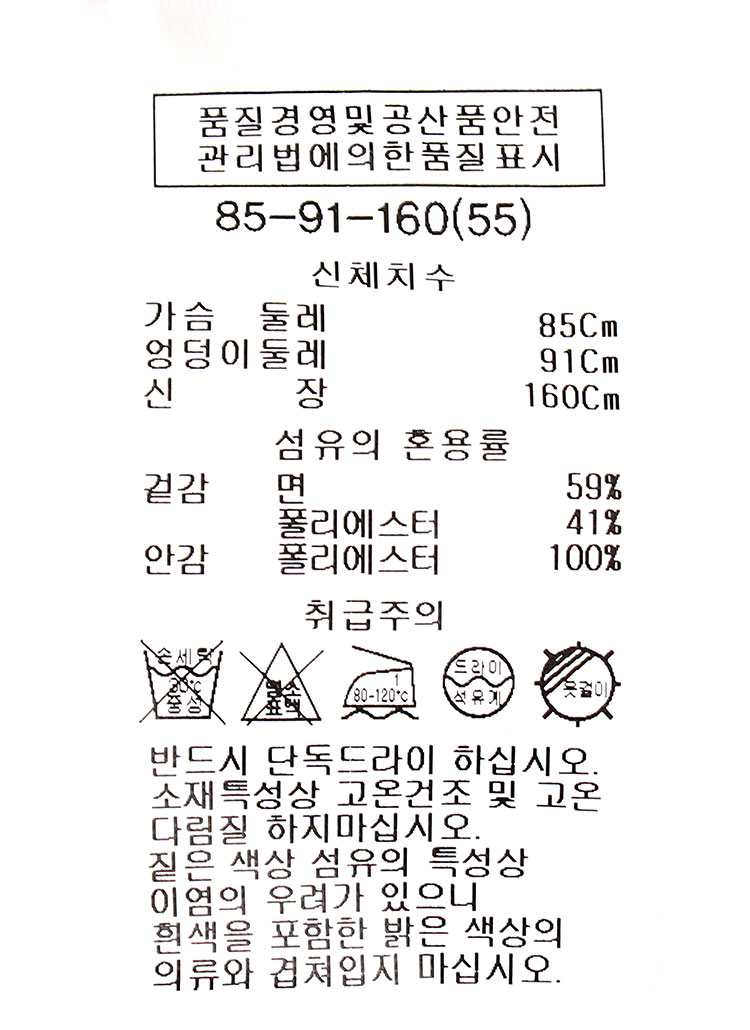 품질경영및공산품안전
관리법에의한품질표시
85-91-160(55)
신체치수
가슴 둘레 85Cm
엉덩이둘레 91Cm
신 장 160Cm
섬유의 혼용률
겉감 면 59%
폴리에스터 41%
안감 폴리에스터 100%
취급주의
손세탁 30℃ 중성
염소 표백
1 80-120℃
드라이 석유계
옷걸이
반드시 단독드라이 하십시오.
소재특성상 고온건조 및 고온
다림질 하지마십시오.
짙은 색상 섬유의 특성상
이염의 우려가 있으니
흰색을 포함한 밝은 색상의
의류와 겹쳐입지 마십시오.